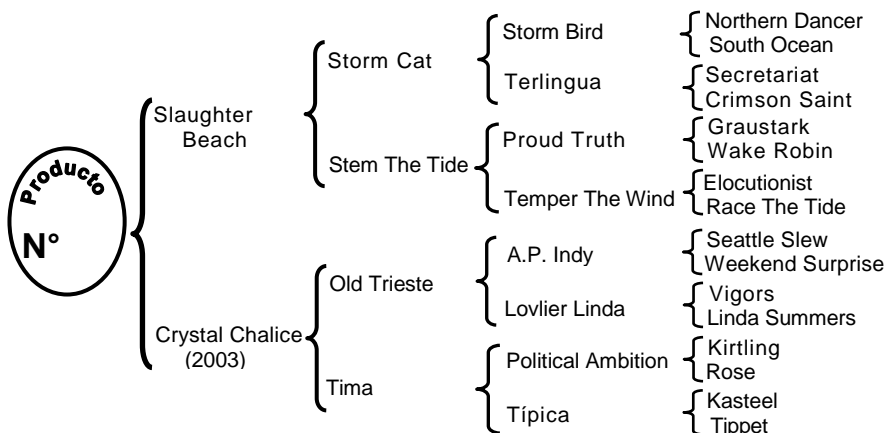 Producto
N°
Slaughter
Beach
Crystal Chalice
(2003)
Storm Cat
Stem The Tide
Old Trieste
Tima
Storm Bird
Terlingua
Proud Truth
Temper The Wind
A.P. Indy
Lovlier Linda
Political Ambition
Típica
Northern Dancer
South Ocean
Secretariat
Crimson Saint
Graustark
Wake Robin
Elocutionist
Race The Tide
Seattle Slew
Weekend Surprise
Vigors
Linda Summers
Kirtling
Rose
Kasteel
Tippet